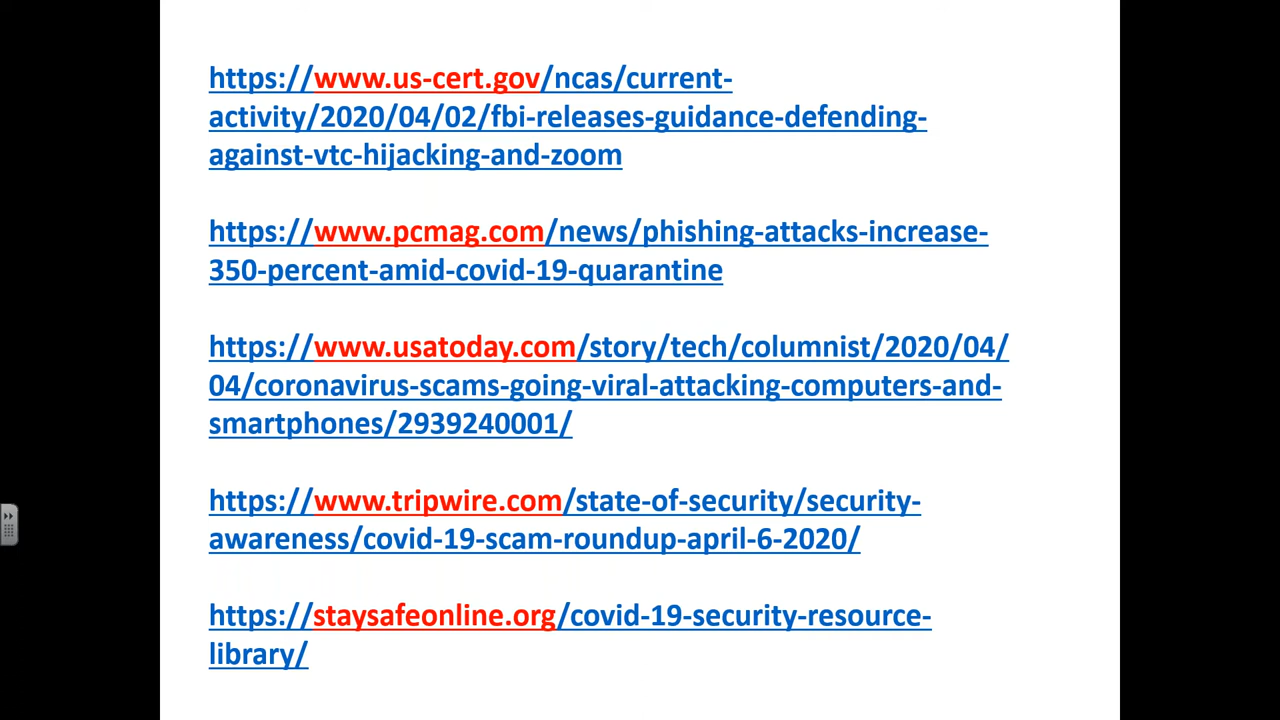 https://www.us-cert.gov/ncas/current-
activity/2020/04/02/fbi-releases-guidance-defending-
against-vtc-hijacking-and-zoom
https://www.pcmag.com/news/phishing-attacks-increase-
350-percent-amid-covid-19-quarantine
https://www.usatoday.com/story/tech/columnist/2020/04/
04/coronavirus-scams-going-viral-attacking-computers-and-
smartphones/2939240001/
https://www.tripwire.com/state-of-security/security-
awareness/covid-19-scam-roundup-april-6-2020/
https://staysafeonline.org/covid-19-security-resource-
library/